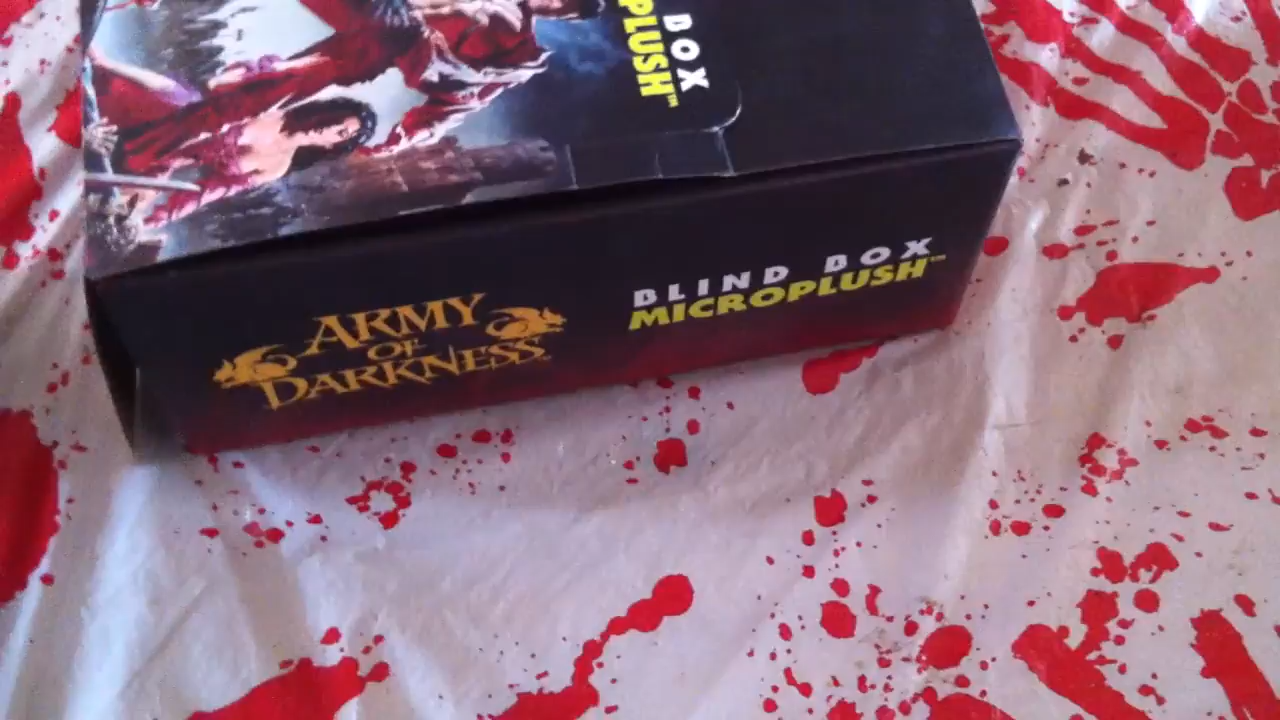 BOX
PLUSH™
ARMY
OF
DARKNESS
BLIND BOX
MICROPLUSH™